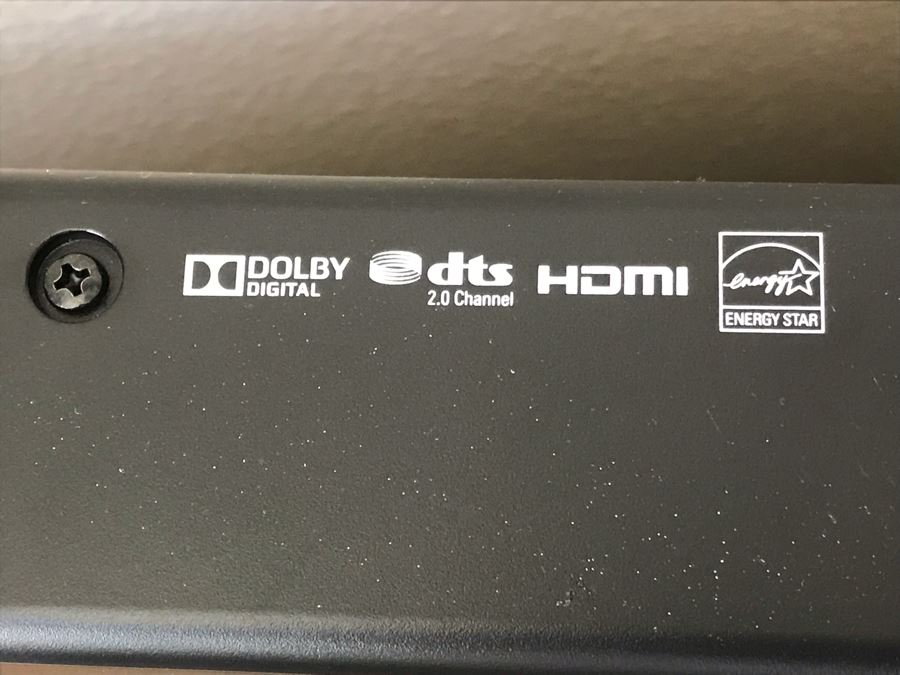 DOLBY
DIGITAL
dts
2.0 Channel
HDMI
energy
ENERGY STAR